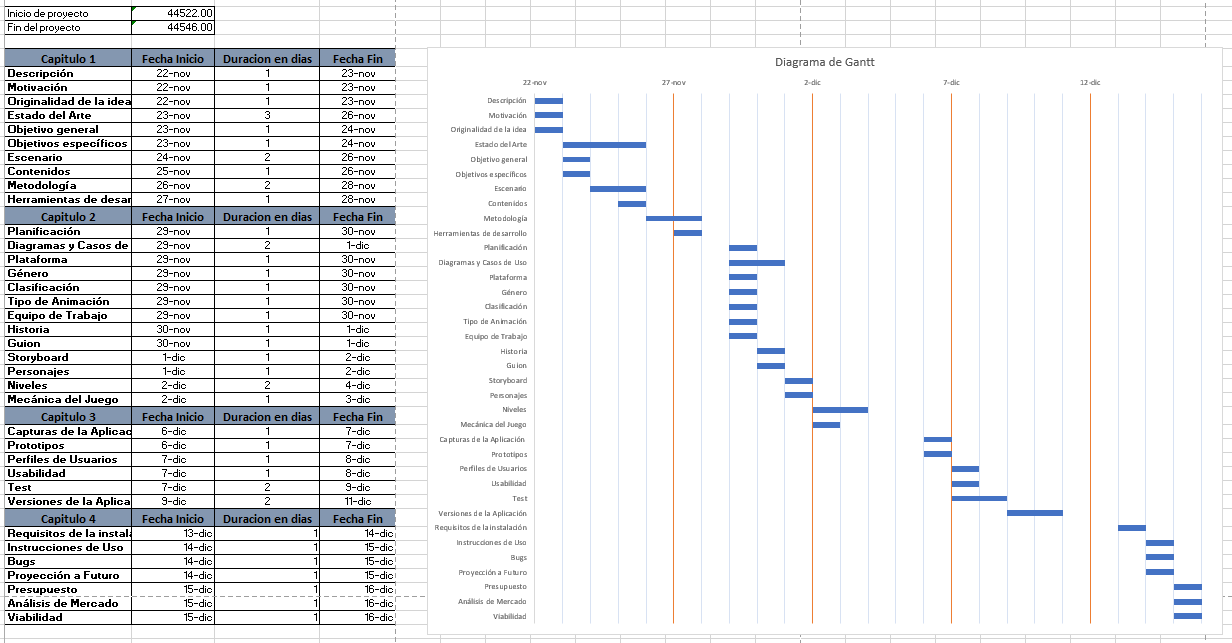 Inicio de proyecto 44522.00
Fin del proyecto 44546.00
Capitulo 1 Fecha Inicio Duracion en dias Fecha Fin
Descripción 22-nov 1 23-nov
Motivación 22-nov 1 23-nov
Originalidad de la idea 22-nov 1 23-nov
Estado del Arte 23-nov 3 26-nov
Objetivo general 23-nov 1 24-nov
Objetivos específicos 23-nov 1 24-nov
Escenario 24-nov 2 26-nov
Contenidos 25-nov 1 26-nov
Metodología 26-nov 2 28-nov
Herramientas de desar 27-nov 1 28-nov
Capitulo 2 Fecha Inicio Duracion en dias Fecha Fin
Planificación 29-nov 1 30-nov
Diagramas y Casos de 29-nov 2 1-dic
Plataforma 29-nov 1 30-nov
Género 29-nov 1 30-nov
Clasificación 29-nov 1 30-nov
Tipo de Animación 29-nov 1 30-nov
Equipo de Trabajo 29-nov 1 30-nov
Historia 30-nov 1 1-dic
Guion 30-nov 1 1-dic
Storyboard 1-dic 1 2-dic
Personajes 1-dic 1 2-dic
Niveles 2-dic 2 4-dic
Mecánica del Juego 2-dic 1 3-dic
Capitulo 3 Fecha Inicio Duracion en dias Fecha Fin
Capturas de la Aplicac 6-dic 1 7-dic
Prototipos 6-dic 1 7-dic
Perfiles de Usuarios 7-dic 1 8-dic
Usabilidad 7-dic 1 8-dic
Test 7-dic 2 9-dic
Versiones de la Aplica 9-dic 2 11-dic
Capitulo 4 Fecha Inicio Duracion en dias Fecha Fin
Requisitos de la instala 13-dic 1 14-dic
Instrucciones de Uso 14-dic 1 15-dic
Bugs 14-dic 1 15-dic
Proyección a Futuro 14-dic 1 15-dic
Presupuesto 15-dic 1 16-dic
Análisis de Mercado 15-dic 1 16-dic
Viabilidad 15-dic 1 16-dic
Diagrama de Gantt
22-nov 27-nov 2-dic 7-dic 12-dic
Descripción
Motivación
Originalidad de la idea
Estado del Arte
Objetivo general
Objetivos específicos
Escenario
Contenidos
Metodología
Herramientas de desarrollo
Planificación
Diagramas y Casos de Uso
Plataforma
Género
Clasificación
Tipo de Animación
Equipo de Trabajo
Historia
Guion
Storyboard
Personajes
Niveles
Mecánica del Juego
Capturas de la Aplicación
Prototipos
Perfiles de Usuarios
Usabilidad
Test
Versiones de la Aplicación
Requisitos de la instalación
Instrucciones de Uso
Bugs
Proyección a Futuro
Presupuesto
Análisis de Mercado
Viabilidad